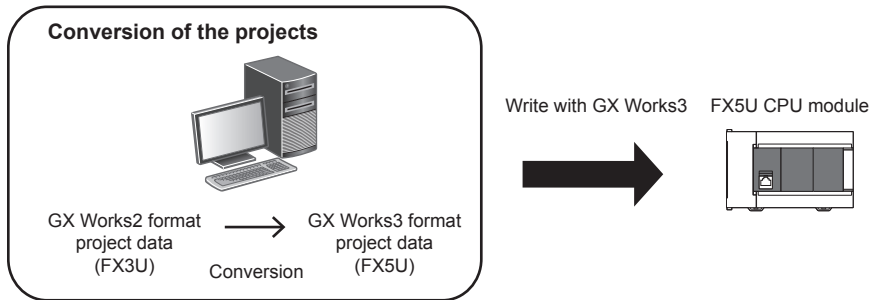 Conversion of the projects
Write with GX Works3
FX5U CPU module
GX Works2 format
project data
(FX3U)
Conversion
GX Works3 format
project data
(FX5U)